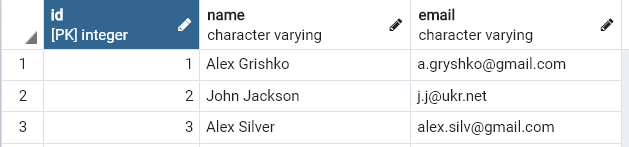 id name email
[PK] integer character varying character varying
1 1 Alex Grishko a.gryshko@gmail.com
2 2 John Jackson j.j@ukr.net
3 3 Alex Silver alex.silv@gmail.com